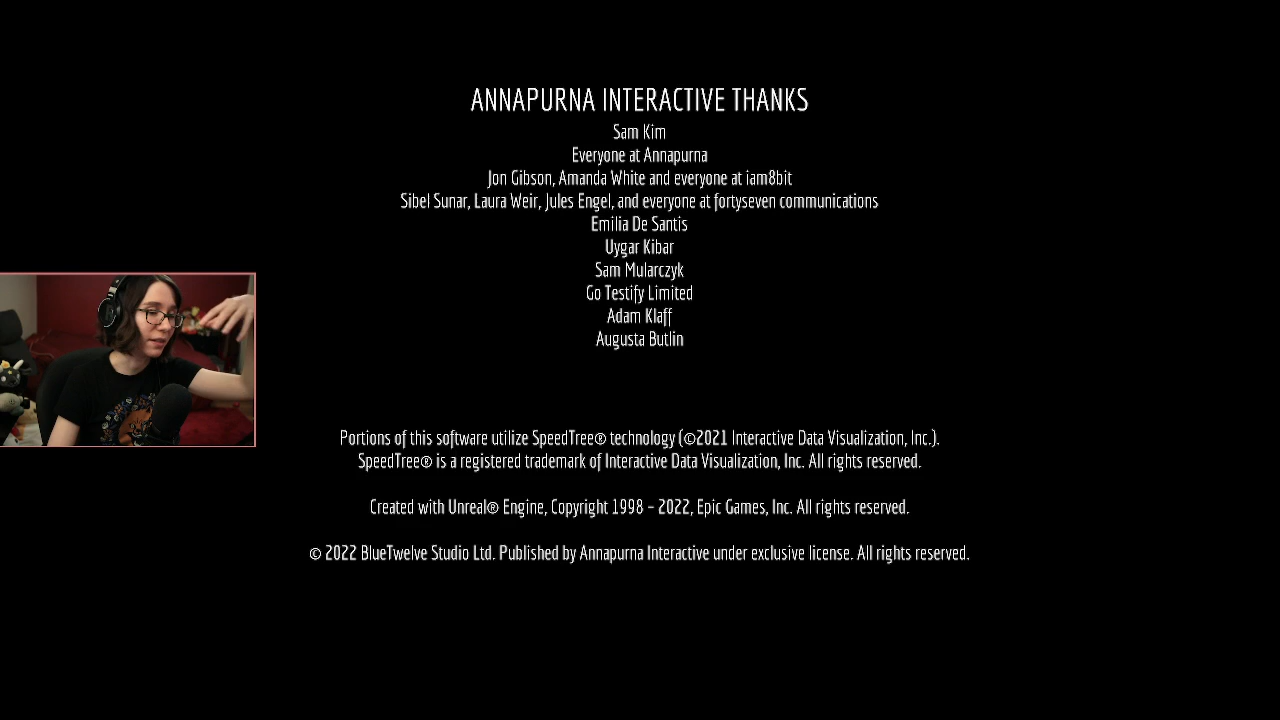 ANNAPURNA INTERACTIVE THANKS
Sam Kim
Everyone at Annapurna
Jon Gibson, Amanda White and everyone at iam8bit
Sibel Sunar, Laura Weir, Jules Engel, and everyone at fortyseven communications
Emilia De Santis
Uygar Kibar
Sam Mularczyk
Go Testify Limited
Adam Klaff
Augusta Butlin
Portions of this software utilize SpeedTree® technology (©2021 Interactive Data Visualization, Inc.).
SpeedTree® is a registered trademark of Interactive Data Visualization, Inc. All rights reserved.
Created with Unreal® Engine, Copyright 1998 – 2022, Epic Games, Inc. All rights reserved.
© 2022 BlueTwelve Studio Ltd. Published by Annapurna Interactive under exclusive license. All rights reserved.